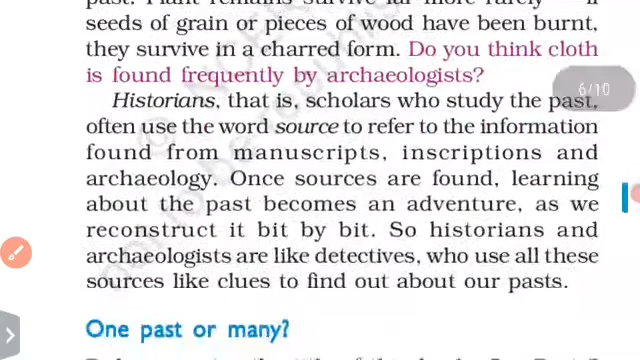 seeds of grain or pieces of wood have been burnt,
they survive in a charred form. Do you think cloth
is found frequently by archaeologists?
Historians, that is, scholars who study the past,
often use the word source to refer to the information
found from manuscripts, inscriptions and
archaeology. Once sources are found, learning
about the past becomes an adventure, as we
reconstruct it bit by bit. So historians and
archaeologists are like detectives, who use all these
sources like clues to find out about our pasts.
One past or many?
6/10